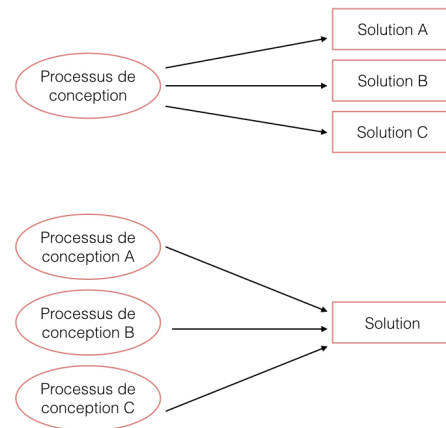 Solution A
Processus de
conception
Solution B
Solution C
Processus de
conception A
Processus de
conception B
Solution
Processus de
conception C